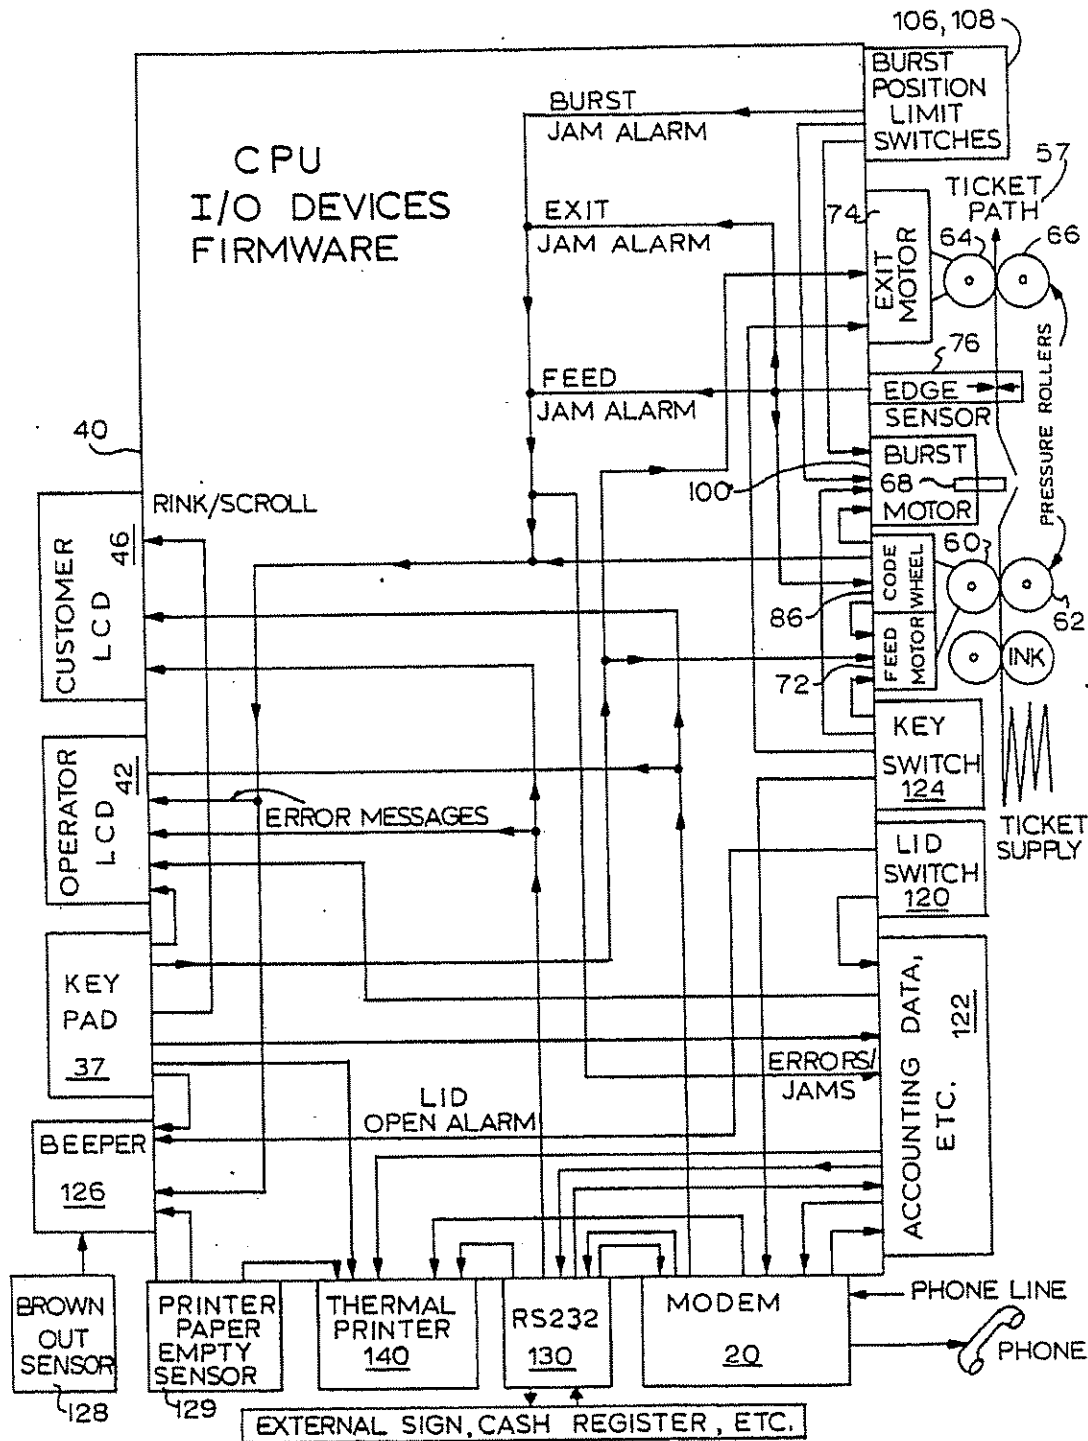 106, 108
BURST
POSITION
LIMIT
SWITCHES
BURST
JAM ALARM
CPU
I/O DEVICES
FIRMWARE
57
TICKET
PATH
74
EXIT
MOTOR
64
66
EXIT
JAM ALARM
PRESSURE ROLLERS
76
FEED
JAM ALARM
EDGE
SENSOR
40
BURST
68
MOTOR
100
RINK/SCROLL
CUSTOMER
LCD
46
60
CODE
WHEEL
86
62
FEED
MOTOR
72
INK
KEY
SWITCH
124
OPERATOR
LCD
42
ERROR MESSAGES
TICKET
SUPPLY
LID
SWITCH
120
KEY
PAD
37
ACCOUNTING DATA,
ETC.
122
ERRORS/
JAMS
LID
OPEN ALARM
BEEPER
126
BROWN
OUT
SENSOR
128
PRINTER
PAPER
EMPTY
SENSOR
129
THERMAL
PRINTER
140
RS232
130
MODEM
20
PHONE LINE
PHONE
EXTERNAL SIGN, CASH REGISTER, ETC.